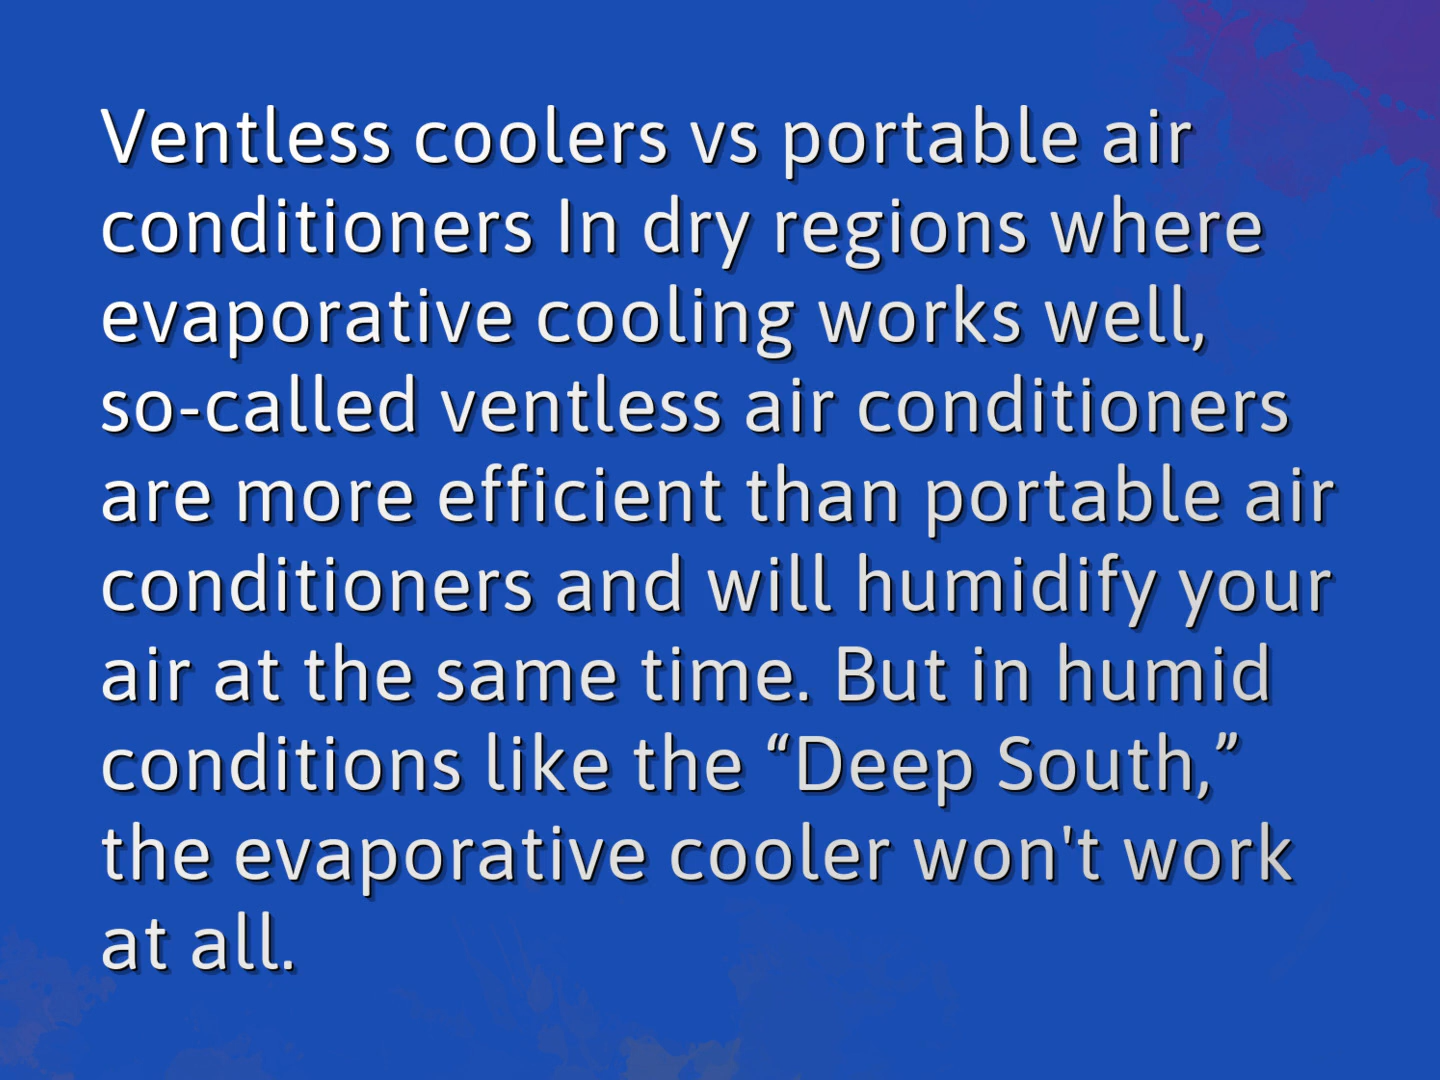 Ventless coolers vs portable air
conditioners In dry regions where
evaporative cooling works well,
so-called ventless air conditioners
are more efficient than portable air
conditioners and will humidify your
air at the same time. But in humid
conditions like the “Deep South,”
the evaporative cooler won't work
at all.